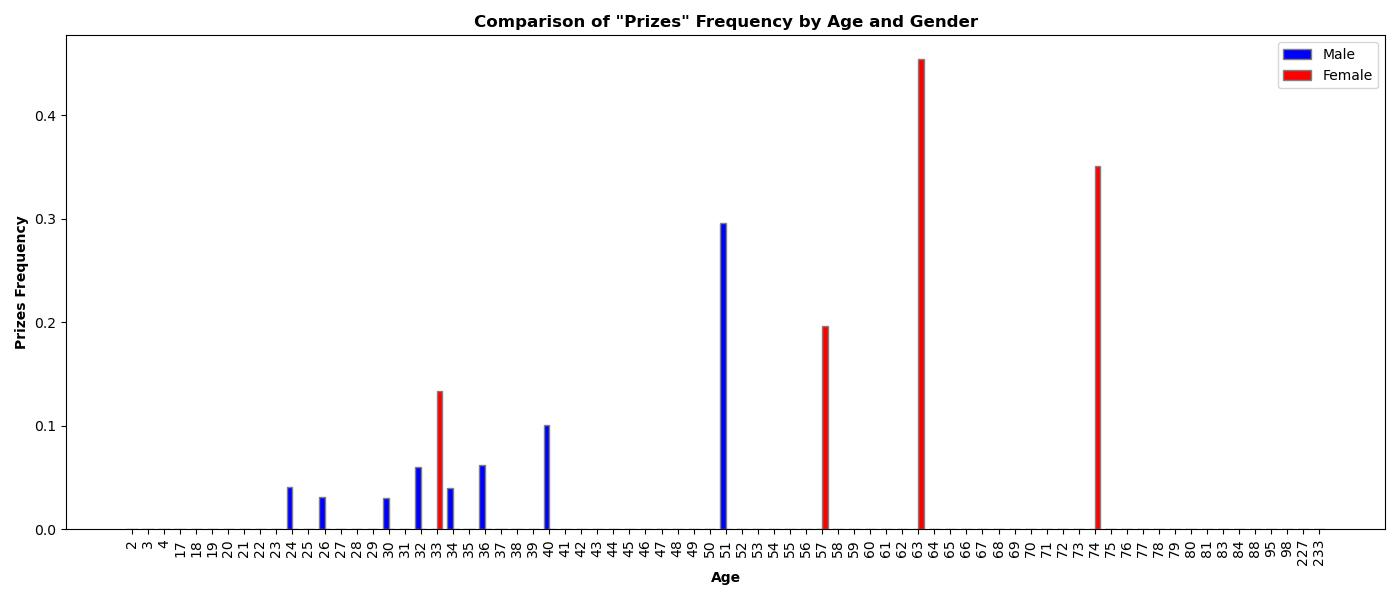 Comparison of "Prizes" Frequency by Age and Gender
Male
Female
Prizes Frequency
0.4
0.3
0.2
0.1
0.0
2 3 4 17 18 19 20 21 22 23 24 25 26 27 28 29 30 31 32 33 34 35 36 37 38 39 40 41 42 43 44 45 46 47 48 49 50 51 52 53 54 55 56 57 58 59 60 61 62 63 64 65 66 67 68 69 70 71 72 73 74 75 76 77 78 79 80 81 83 84 88 95 98 227 233
Age